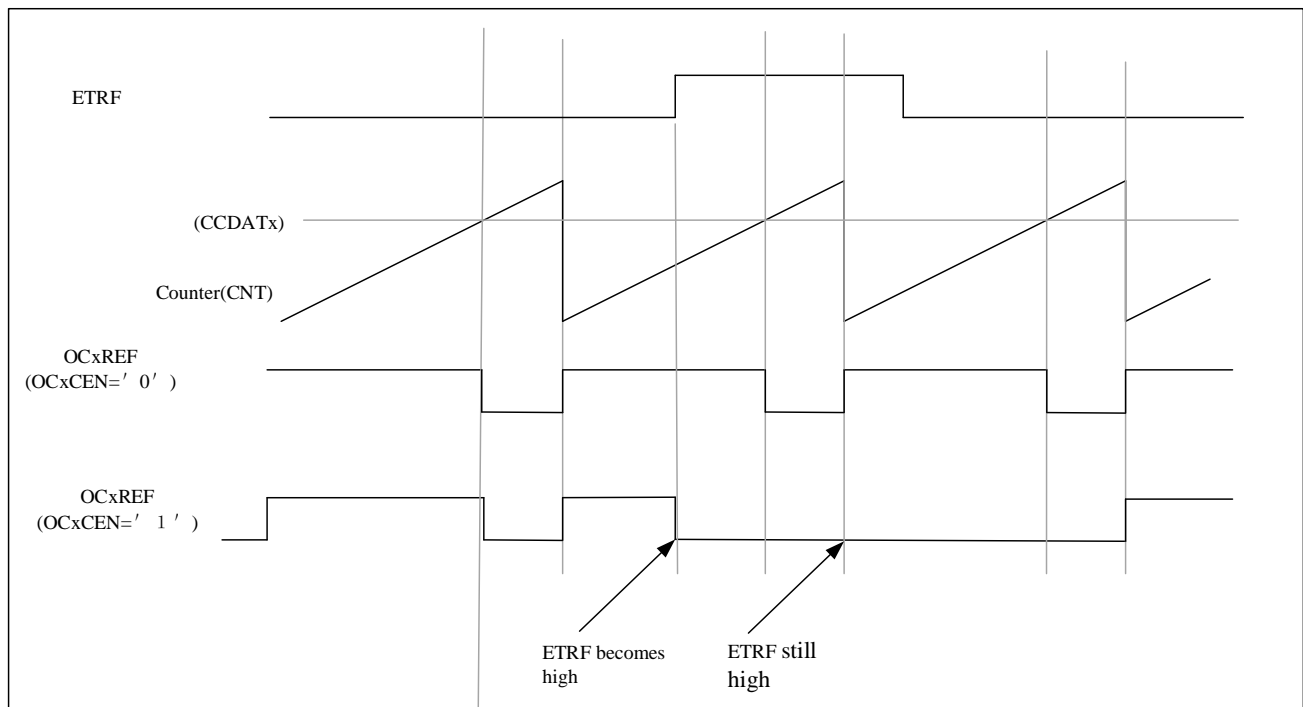 ETRF
(CCDATx)
Counter(CNT)
OCxREF
(OCxCEN=′ 0′ )
OCxREF
(OCxCEN=′ 1 ′ )
ETRF becomes
high
ETRF still
high